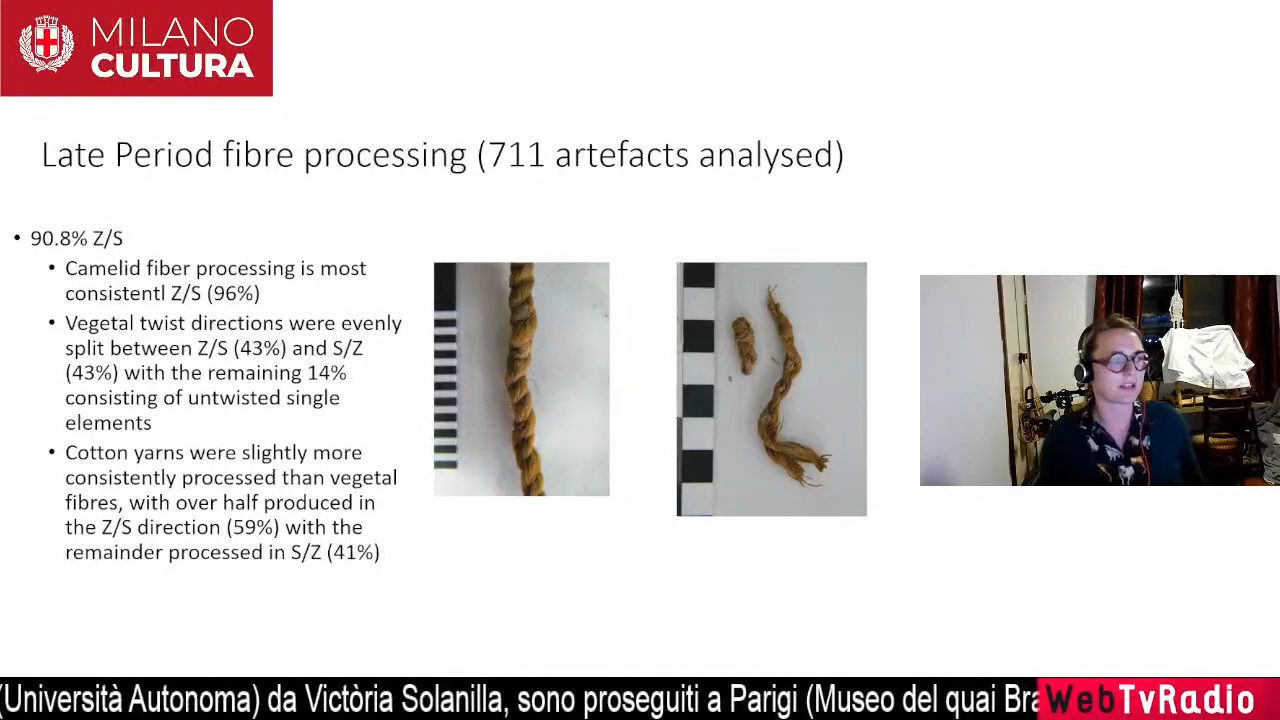 MILANO
CULTURA
Late Period fibre processing (711 artefacts analysed)
• 90.8% Z/S
• Camelid fiber processing is most
consistentl Z/S (96%)
• Vegetal twist directions were evenly
split between Z/S (43%) and S/Z
(43%) with the remaining 14%
consisting of untwisted single
elements
• Cotton yarns were slightly more
consistently processed than vegetal
fibres, with over half produced in
the Z/S direction (59%) with the
remainder processed in S/Z (41%)
(Università Autonoma) da Victòria Solanilla, sono proseguiti a Parigi (Museo del quai Bra
WebTvRadio